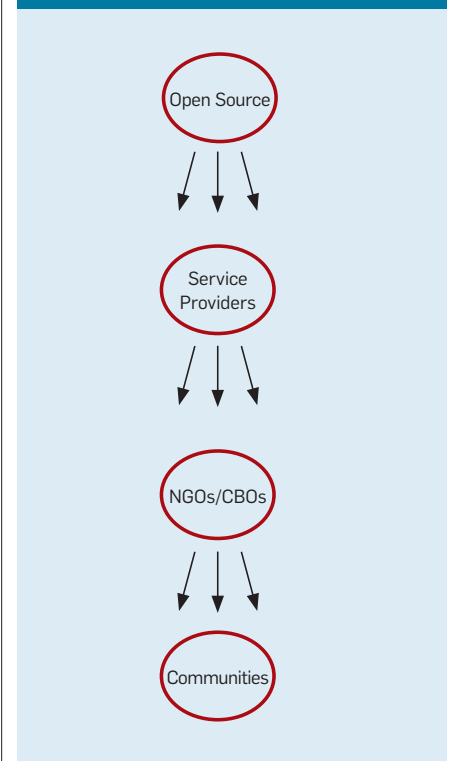 Open Source
Service
Providers
NGOs/CBOs
Communities